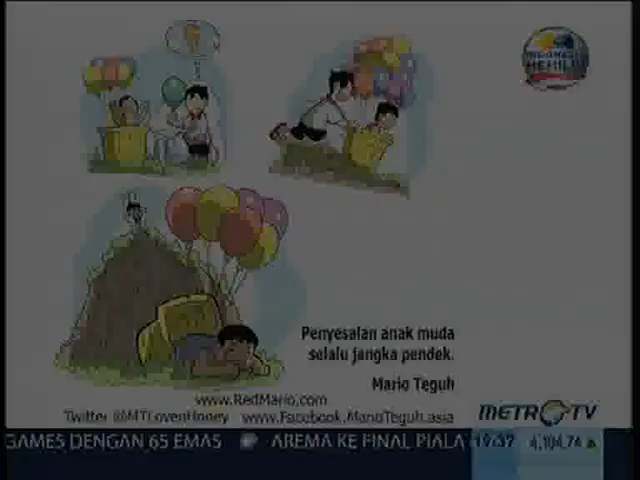 Penyesalan anak muda
selalu jangka pendek.
Mario Teguh
www.RedMario.com
Twitter @MTLovenHoney www.Facebook.MarioTeguh.asia
METRO TV
GAMES DENGAN 65 EMAS AREMA KE FINAL PIALA 19:37 4,104.74